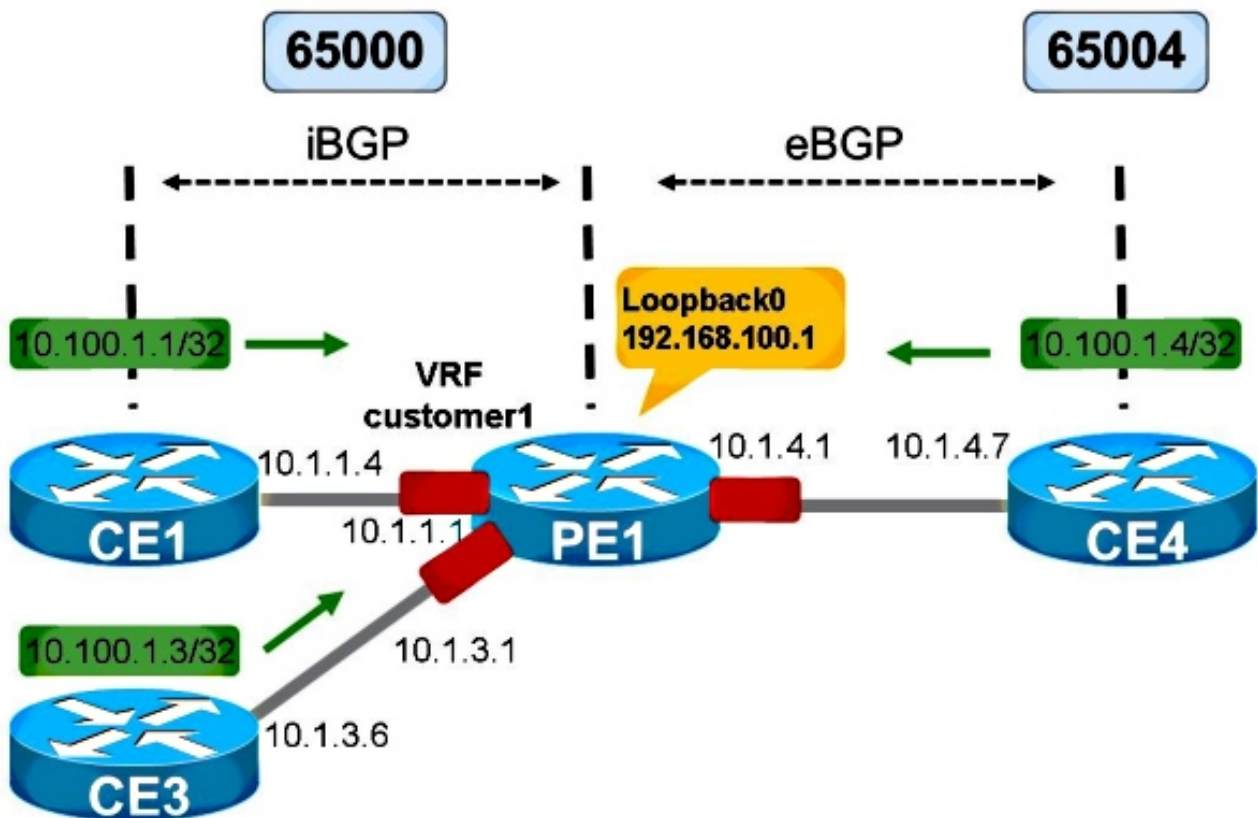 65000
65004
iBGP
eBGP
Loopback0
192.168.100.1
10.100.1.1/32
10.100.1.4/32
VRF
customer1
10.1.1.4
10.1.4.1
10.1.4.7
10.1.1.1
CE1
PE1
CE4
10.100.1.3/32
10.1.3.1
10.1.3.6
CE3